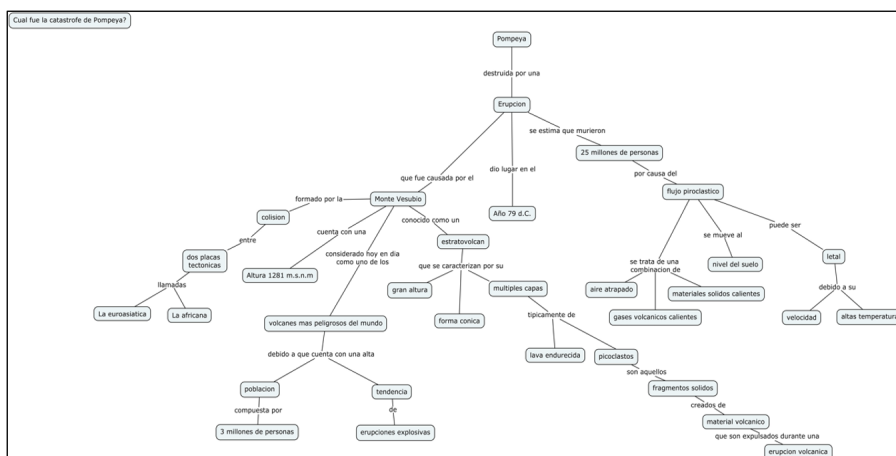 Cual fue la catastrofe de Pompeya?
Pompeya
destruida por una
Erupcion
se estima que murieron
25 millones de personas
que fue causada por el
dio lugar en el
por causa del
flujo piroclastico
formado por la
Monte Vesubio
Año 79 d.C.
colision
cuenta con una
conocido como un
se mueve al
puede ser
entre
considerado hoy en dia
como uno de los
estratovolcan
dos placas
tectonicas
Altura 1281 m.s.n.m
que se caracterizan por su
se trata de una
combinacion de
nivel del suelo
letal
llamadas
gran altura
multiples capas
aire atrapado
materiales solidos calientes
debido a su
La euroasiatica
La africana
volcanes mas peligrosos del mundo
forma conica
tipicamente de
gases volcanicos calientes
velocidad
altas temperatura
debido a que cuenta con una alta
lava endurecida
picoclastos
son aquellos
poblacion
tendencia
fragmentos solidos
compuesta por
de
creados de
3 millones de personas
erupciones explosivas
material volcanico
que son expulsados durante una
erupcion volcanica